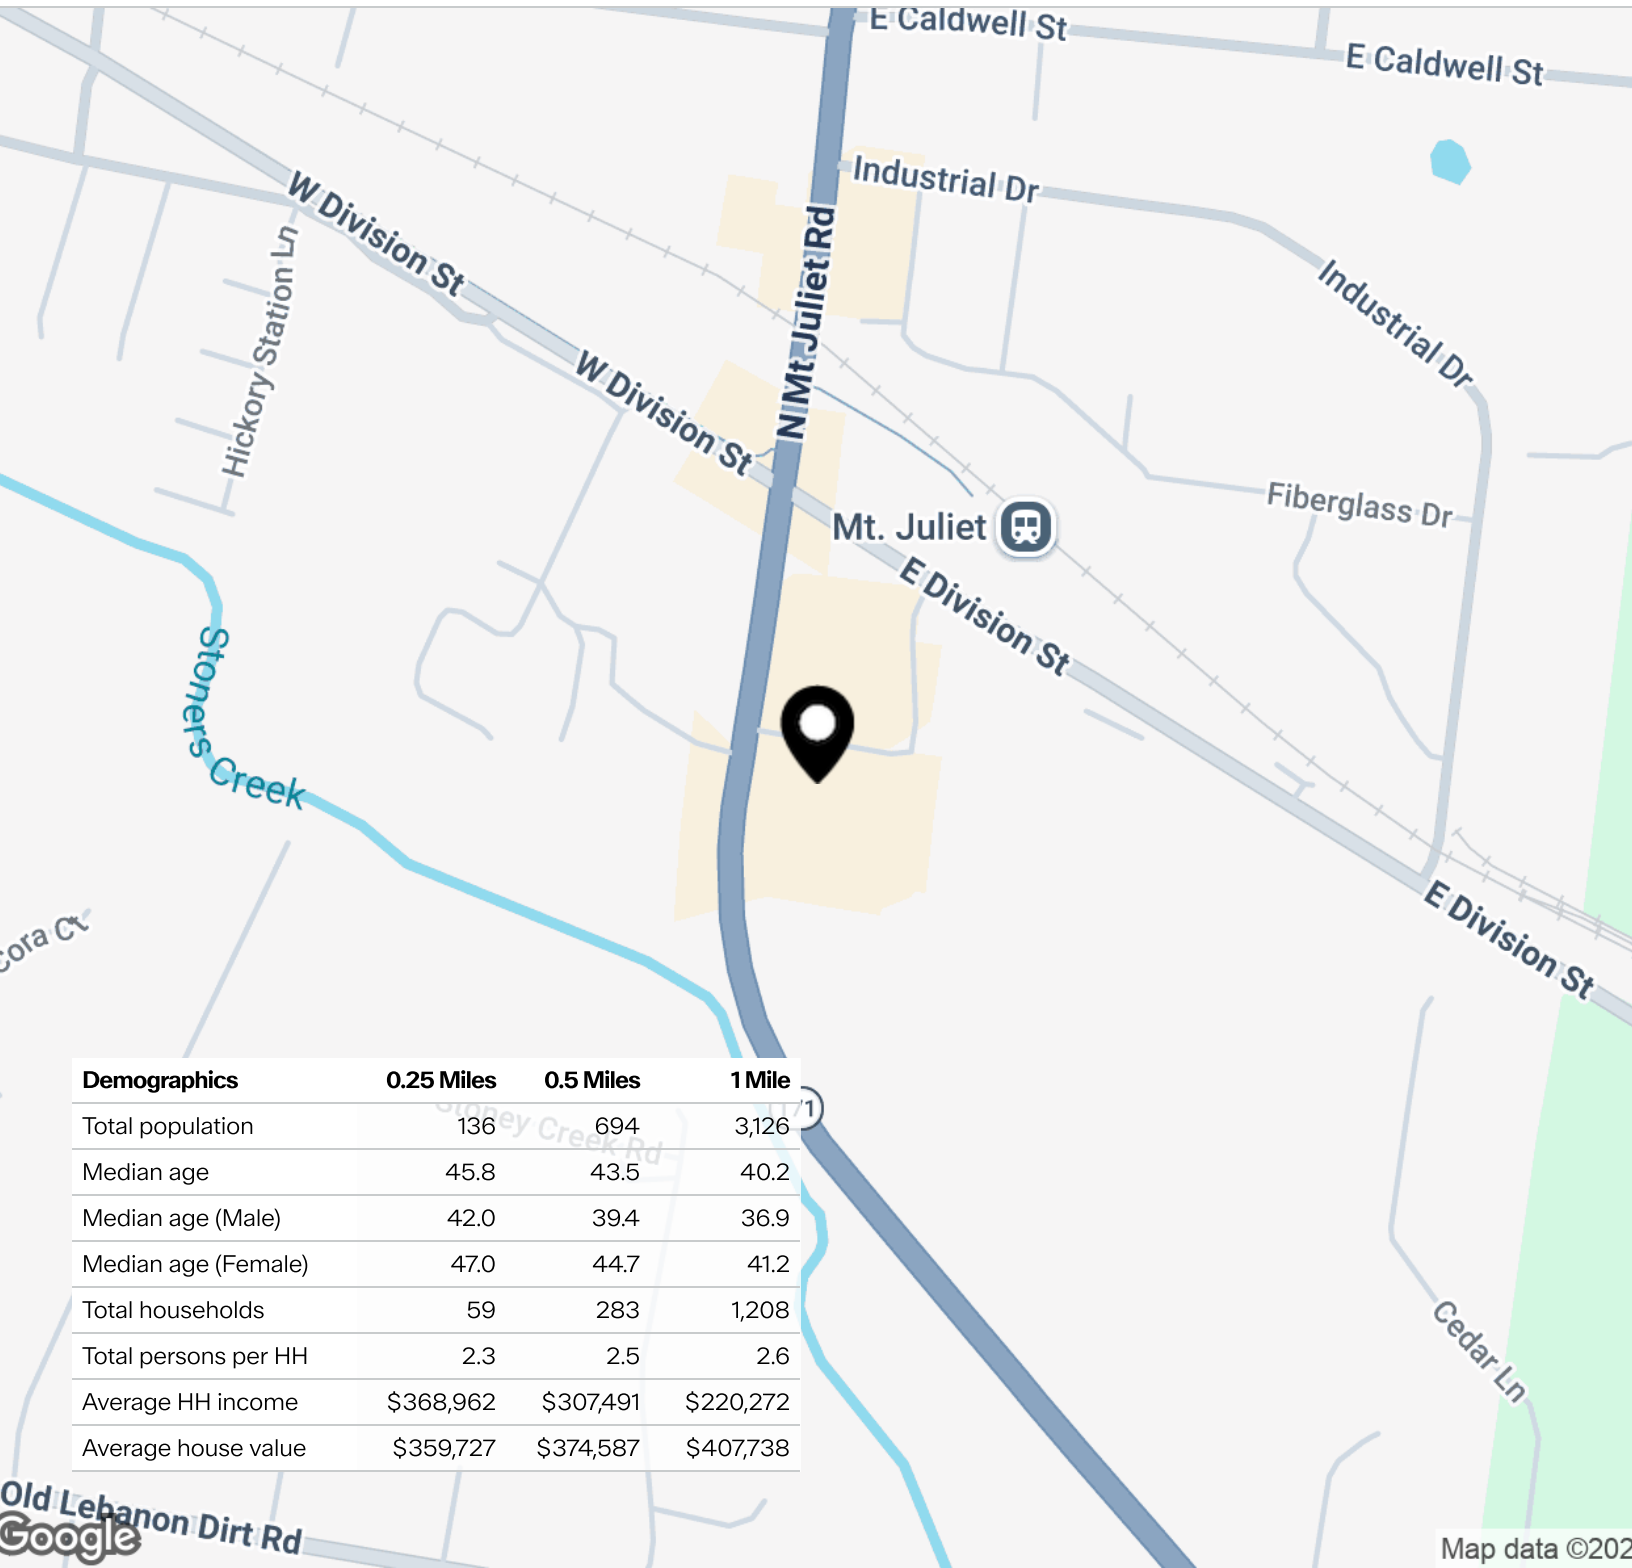 E Caldwell St
E Caldwell St
Industrial Dr
W Division St
N Mt Juliet Rd
Hickory Station Ln
Industrial Dr
W Division St
Fiberglass Dr
Mt. Juliet
E Division St
Stoners Creek
E Division St
Cora Ct
Demographics 0.25 Miles 0.5 Miles 1 Mile
Total population 136 694 3,126
Median age 45.8 43.5 40.2
Median age (Male) 42.0 39.4 36.9
Median age (Female) 47.0 44.7 41.2
Total households 59 283 1,208
Total persons per HH 2.3 2.5 2.6
Average HH income $368,962 $307,491 $220,272
Average house value $359,727 $374,587 $407,738
171
Stoney Creek Rd
Cedar Ln
Old Lebanon Dirt Rd
Google
Map data ©202